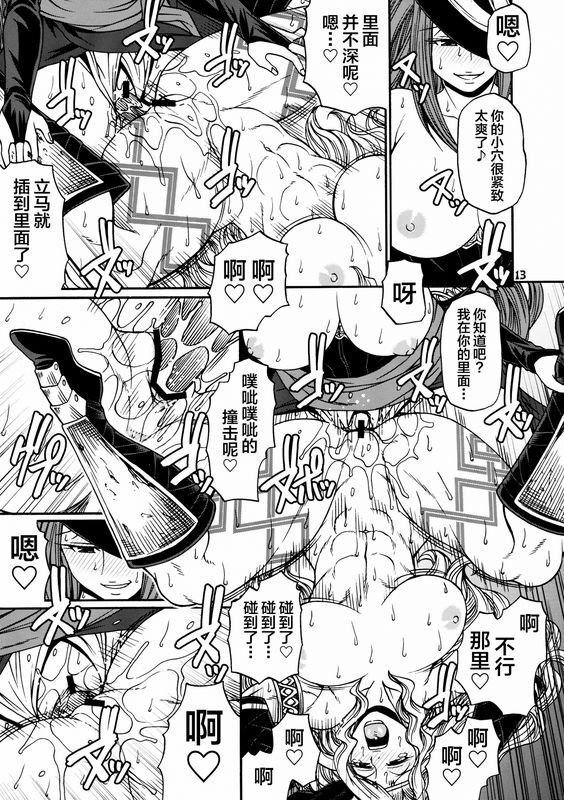 嗯
♡
你的小穴很紧致
太爽了♪
里面
并不深呢♡
嗯…♡
立马就
插到里面了♡
13
你知道吧?
我在你的里面…
呀
啊♡
啊♡
噗呲噗呲的
撞击呢♡
嗯
♡
啊
不行
那里♡
啊
碰到了♡
碰到了…
碰到了…
啊♡
啊
啊♡
啊
♡